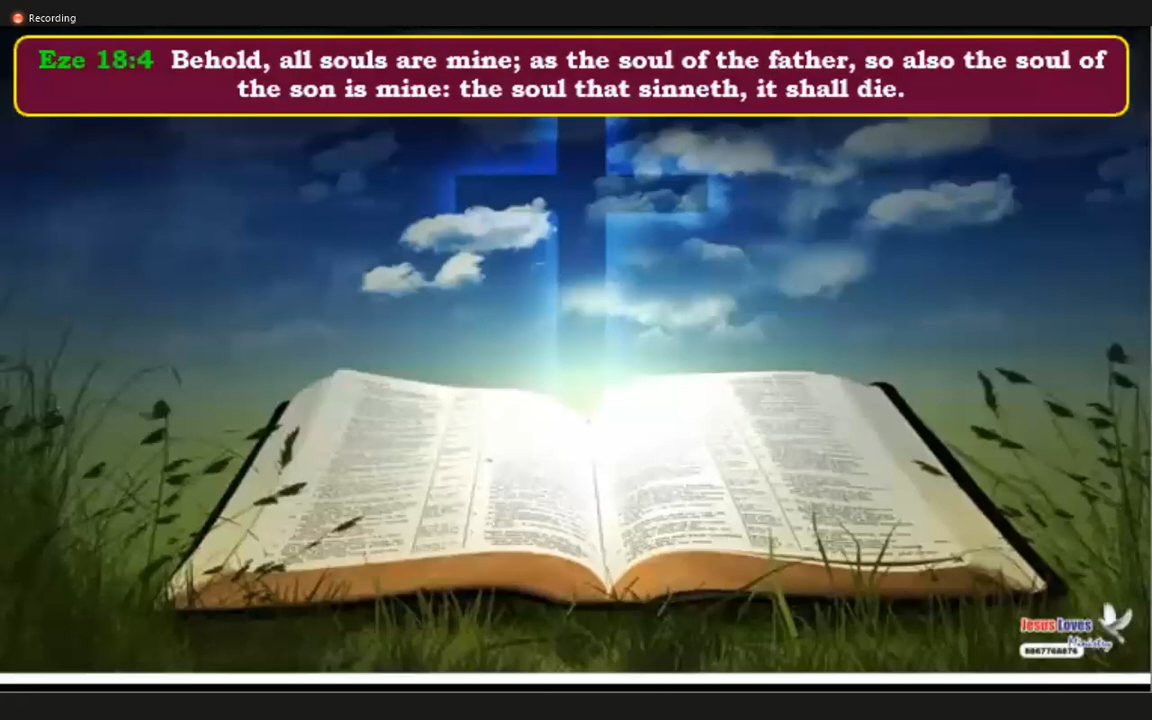 Recording
Eze 18:4 Behold, all souls are mine; as the soul of the father, so also the soul of
the son is mine: the soul that sinneth, it shall die.
Jesus Loves
Ministry